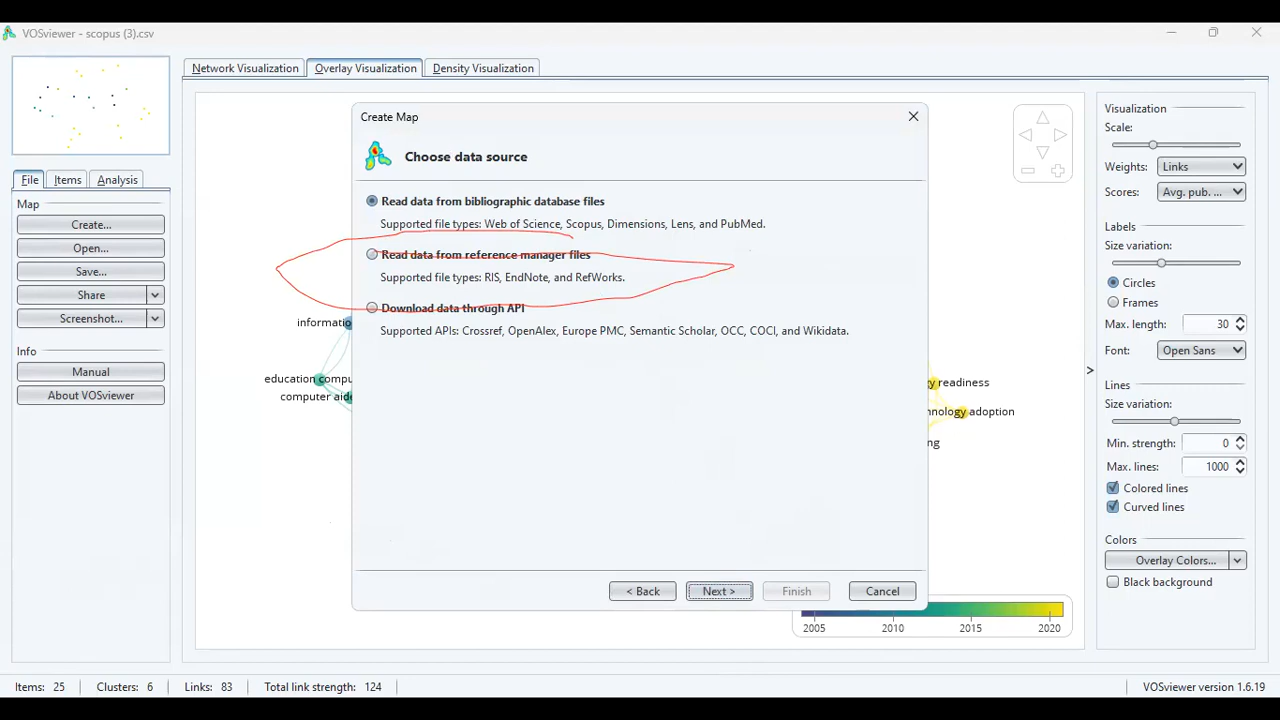 VOSviewer - scopus (3).csv
Network Visualization Overlay Visualization Density Visualization
File Items Analysis
Map
Create...
Open...
Save...
Share
Screenshot...
Info
Manual
About VOSviewer
Create Map
Choose data source
Read data from bibliographic database files
Supported file types: Web of Science, Scopus, Dimensions, Lens, and PubMed.
Read data from reference manager files
Supported file types: RIS, EndNote, and RefWorks.
Download data through API
Supported APIs: Crossref, OpenAlex, Europe PMC, Semantic Scholar, OCC, COCI, and Wikidata.
< Back Next > Finish Cancel
informatio
education compu
computer aide
y readiness
hnology adoption
ng
2005 2010 2015 2020
Visualization
Scale:
Weights: Links
Scores: Avg. pub. ...
Labels
Size variation:
Circles
Frames
Max. length: 30
Font: Open Sans
>
Lines
Size variation:
Min. strength: 0
Max. lines: 1000
Colored lines
Curved lines
Colors
Overlay Colors...
Black background
Items: 25 Clusters: 6 Links: 83 Total link strength: 124 VOSviewer version 1.6.19